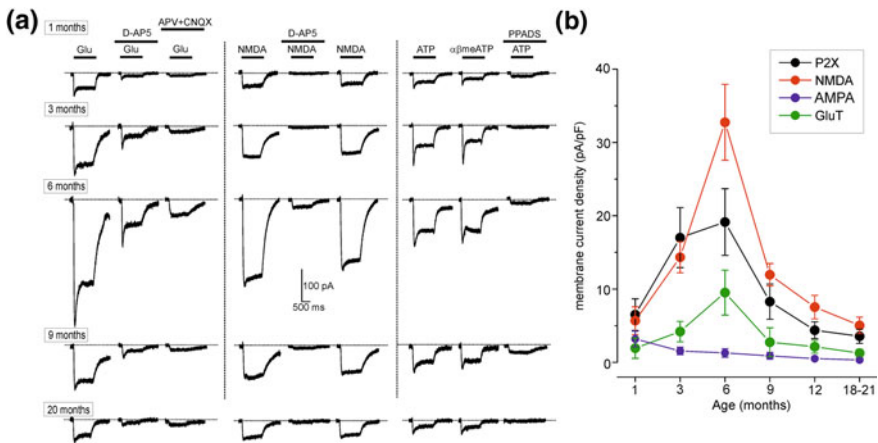 (a)
1 months
APV+CNQX
D-AP5
D-AP5
PPADS
Glu Glu Glu
NMDA NMDA NMDA
ATP αβmeATP ATP
3 months
6 months
100 pA
500 ms
9 months
20 months
(b)
40
30
20
10
0
membrane current density (pA/pF)
P2X
NMDA
AMPA
GluT
1 3 6 9 12 18-21
Age (months)